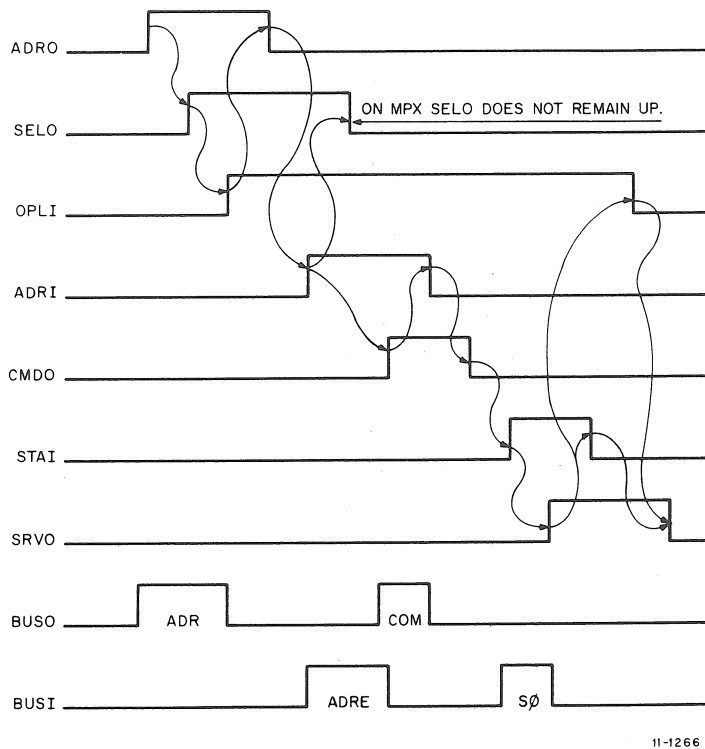 ADRO
SELO
ON MPX SELO DOES NOT REMAIN UP.
OPLI
ADRI
CMDO
STAI
SRVO
BUSO
ADR
COM
BUSI
ADRE
SØ
11-1266